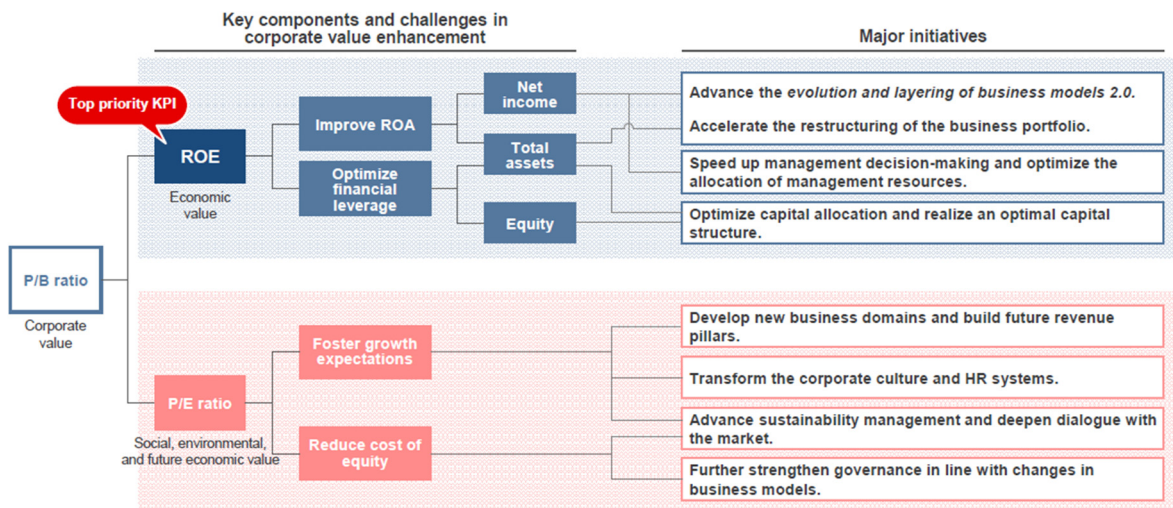 Key components and challenges in
corporate value enhancement
Major initiatives
Top priority KPI
ROE
Economic
value
Improve ROA
Optimize
financial
leverage
Net
income
Total
assets
Equity
Advance the evolution and layering of business models 2.0.
Accelerate the restructuring of the business portfolio.
Speed up management decision-making and optimize the
allocation of management resources.
Optimize capital allocation and realize an optimal capital
structure.
P/B ratio
Corporate
value
P/E ratio
Social, environmental,
and future economic value
Foster growth
expectations
Reduce cost of
equity
Develop new business domains and build future revenue
pillars.
Transform the corporate culture and HR systems.
Advance sustainability management and deepen dialogue with
the market.
Further strengthen governance in line with changes in
business models.